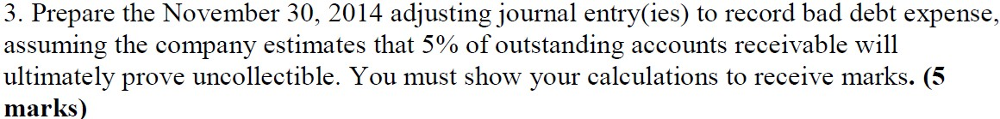 3. Prepare the November 30, 2014 adjusting journal entry(ies) to record bad debt expense,
assuming the company estimates that 5% of outstanding accounts receivable will
ultimately prove uncollectible. You must show your calculations to receive marks. (5
marks)